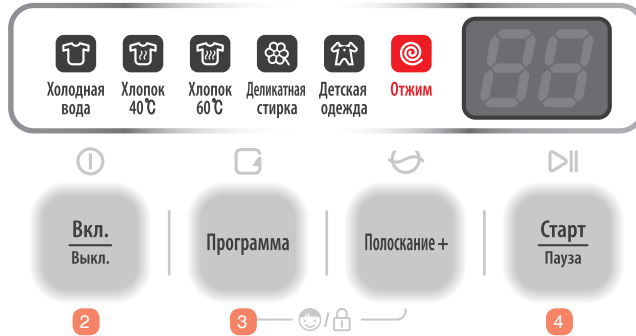 Холодная Хлопок Хлопок Деликатная Детская Отжим
вода 40℃ 60℃ стирка одежда
88
Вкл. Программа Полоскание + Старт
Выкл. Пауза
2 3 / 4